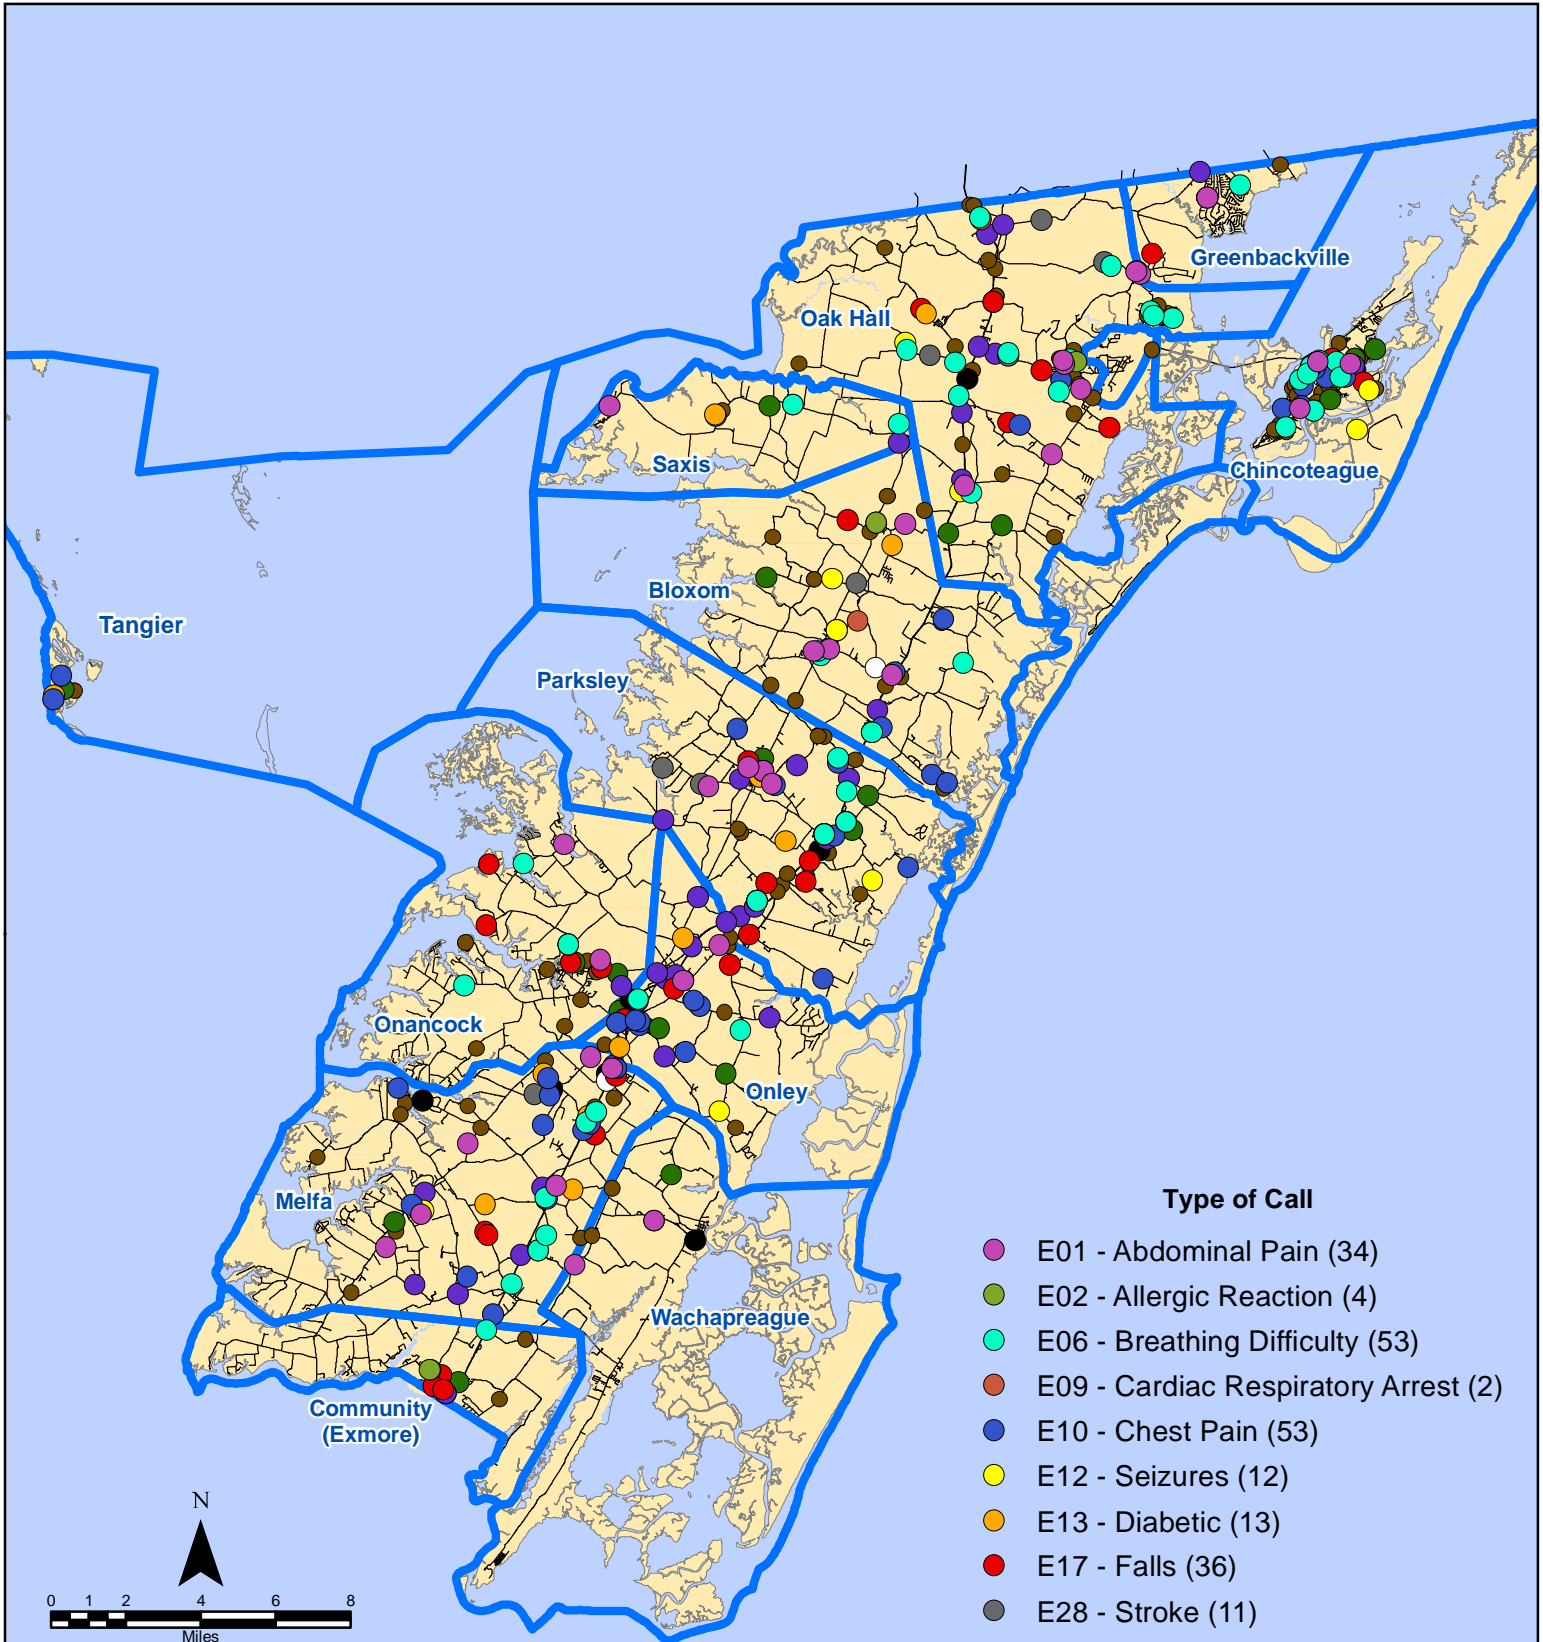 Greenbackville
Oak Hall
Saxis
Chincoteague
Bloxom
Tangier
Parksley
Onancock
Onley
Melfa
Wachapreague
Community
(Exmore)
Type of Call
E01 - Abdominal Pain (34)
E02 - Allergic Reaction (4)
E06 - Breathing Difficulty (53)
E09 - Cardiac Respiratory Arrest (2)
E10 - Chest Pain (53)
E12 - Seizures (12)
E13 - Diabetic (13)
E17 - Falls (36)
E28 - Stroke (11)
N
0 1 2 4 6 8
Miles